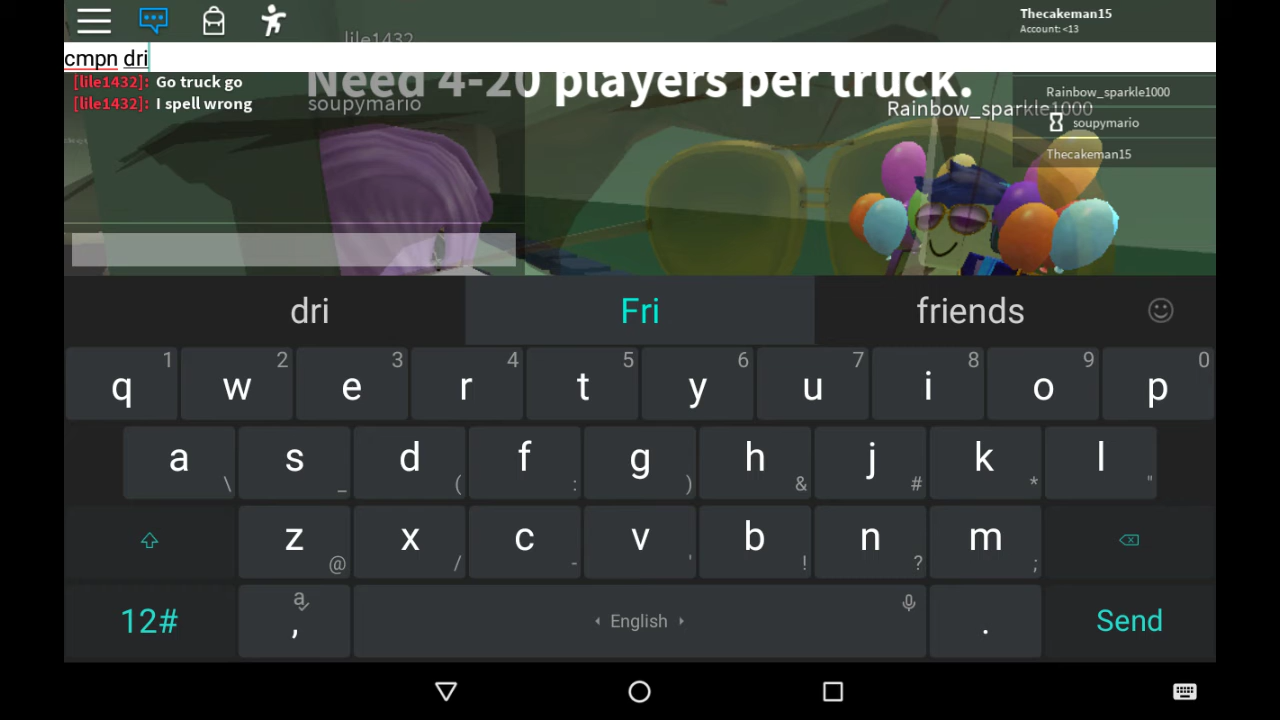 Thecakeman15
Account: <13
lile1432
cmpn dri
[lile1432]: Go truck go
[lile1432]: I spell wrong
Need 4-20 players per truck.
soupymario
Rainbow_sparkle1000
Rainbow_sparkle1000
soupymario
Thecakeman15
dri Fri friends
1 2 3 4 5 6 7 8 9 0
q w e r t y u i o p
a s d f g h j k l
\ _ ( : ) & # * "
z x c v b n m
@ / - ' ! ? ;
12# a , English . Send